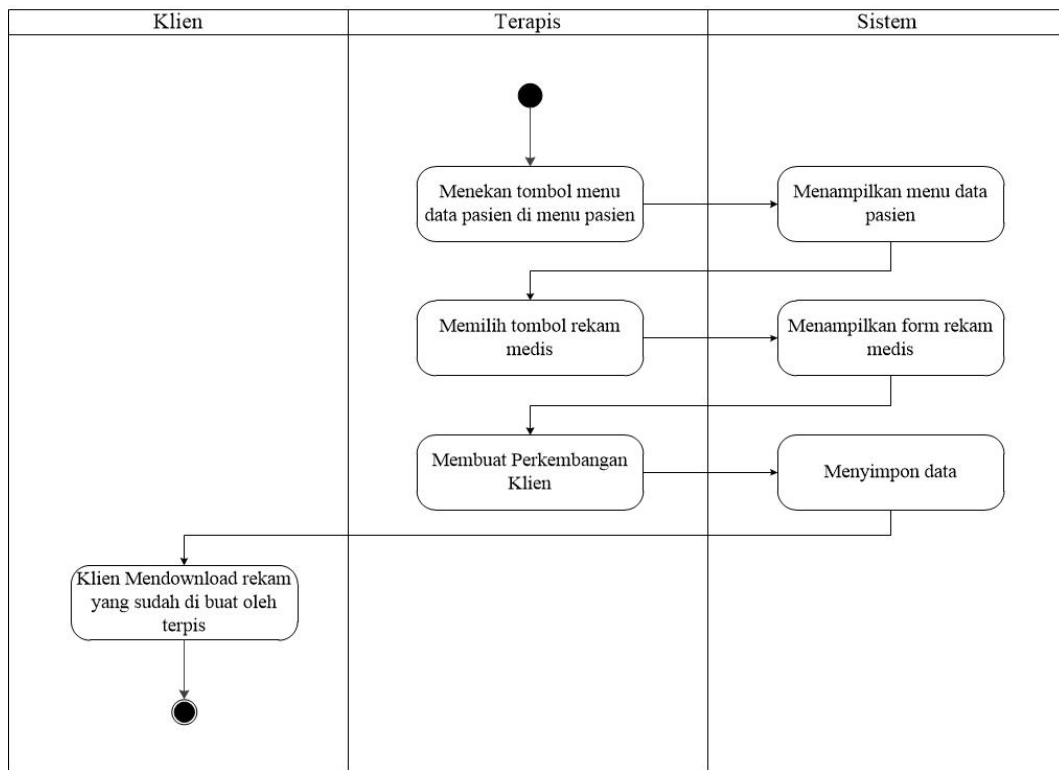 Klien
Terapis
Sistem
Menekan tombol menu
data pasien di menu pasien
Menampilkan menu data
pasien
Memilih tombol rekam
medis
Menampilkan form rekam
medis
Membuat Perkembangan
Klien
Menyimpon data
Klien Mendownload rekam
yang sudah di buat oleh
terpis